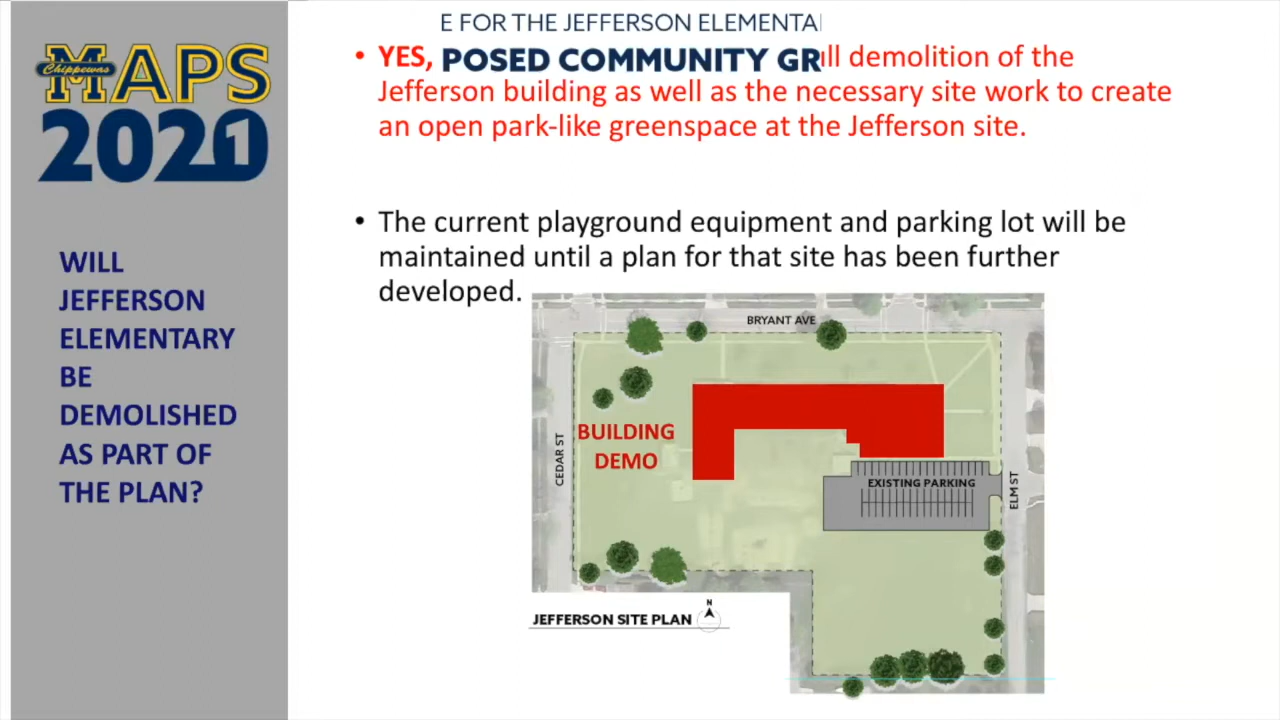 MAPS
Chippewas
2021
WILL
JEFFERSON
ELEMENTARY
BE
DEMOLISHED
AS PART OF
THE PLAN?
E FOR THE JEFFERSON ELEMENTA
• YES, POSED COMMUNITY GR ll demolition of the
Jefferson building as well as the necessary site work to create
an open park-like greenspace at the Jefferson site.
• The current playground equipment and parking lot will be
maintained until a plan for that site has been further
developed.
BRYANT AVE
BUILDING
DEMO
CEDAR ST
EXISTING PARKING
ELM ST
JEFFERSON SITE PLAN
N